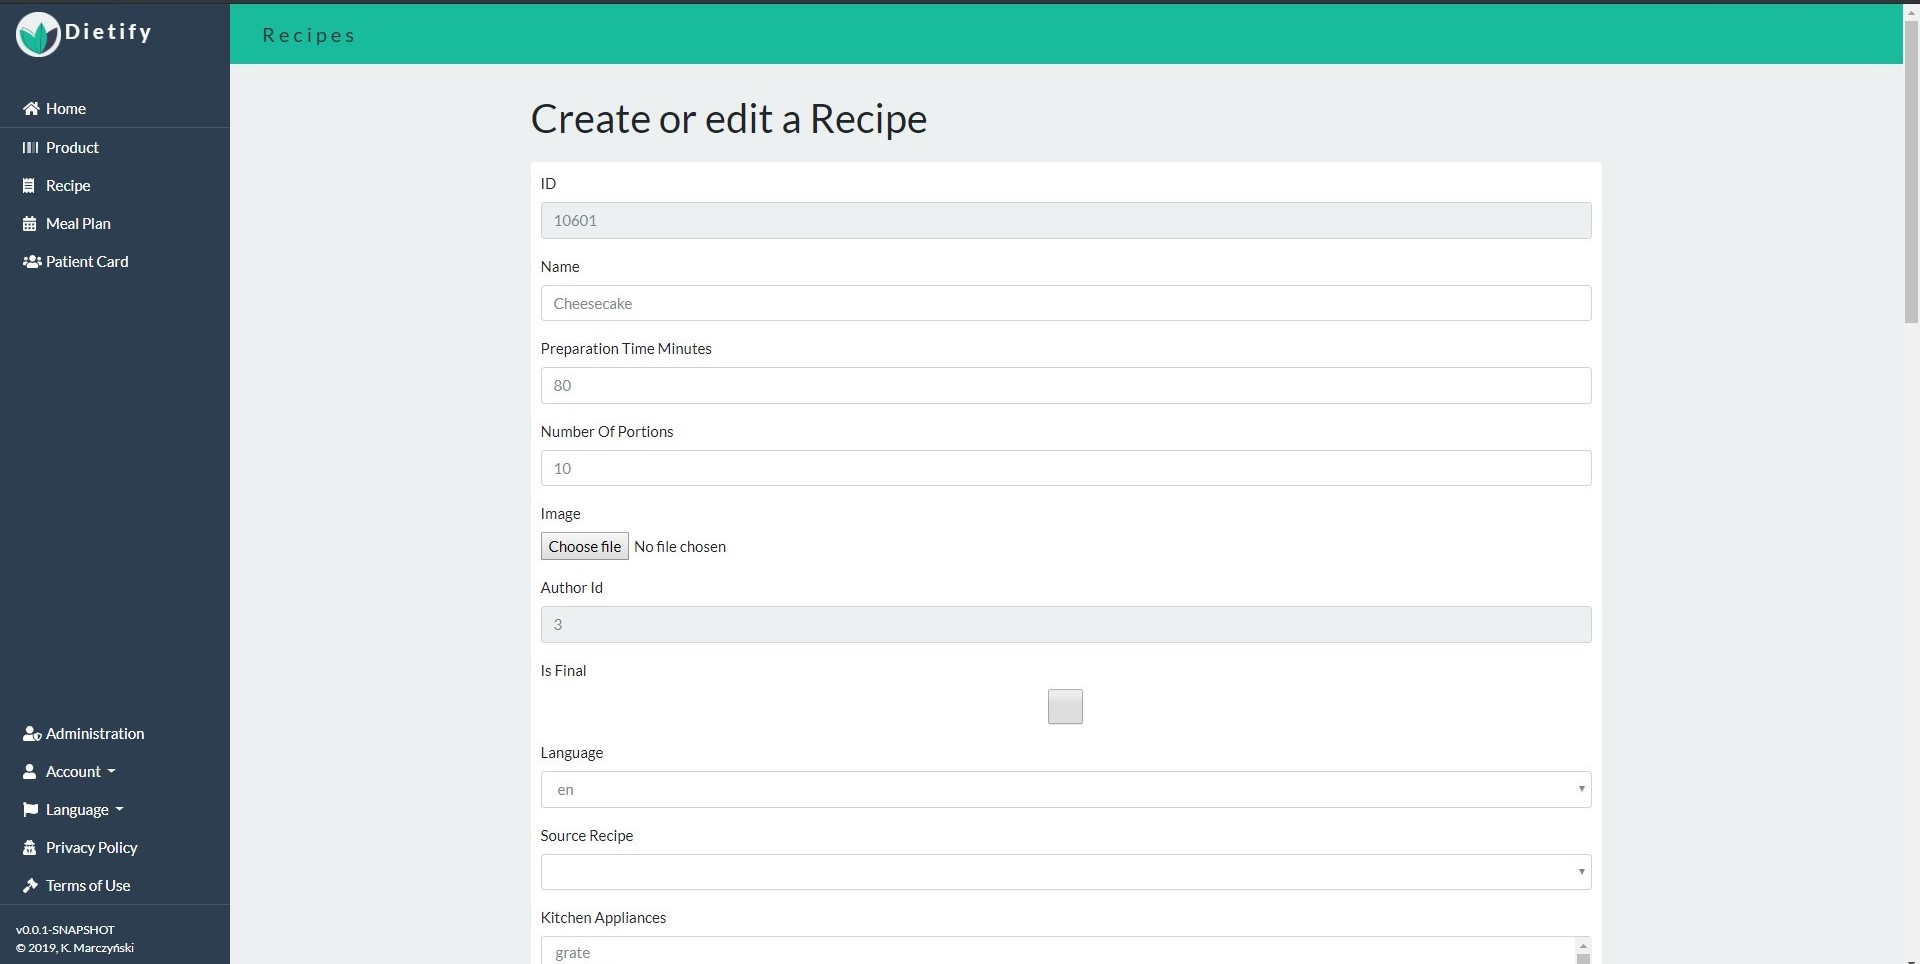 Dietify
Recipes
Home
Product
Recipe
Meal Plan
Patient Card
Administration
Account
Language
Privacy Policy
Terms of Use
v0.0.1-SNAPSHOT
© 2019, K. Marczyński
Create or edit a Recipe
ID
10601
Name
Cheesecake
Preparation Time Minutes
80
Number Of Portions
10
Image
Choose file No file chosen
Author Id
3
Is Final
Language
en
Source Recipe
Kitchen Appliances
grate